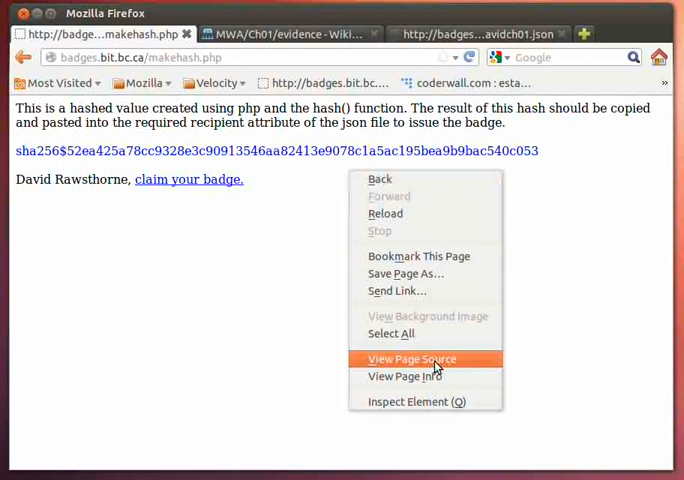 Mozilla Firefox
http://badge...makehash.php
MWA/Ch01/evidence - Wiki...
http://badges....avidch01.json
badges.bit.bc.ca/makehash.php
Google
Most Visited
Mozilla
Velocity
http://badges.bit.bc....
coderwall.com : esta...
»
This is a hashed value created using php and the hash() function. The result of this hash should be copied
and pasted into the required recipient attribute of the json file to issue the badge.
sha256$52ea425a78cc9328e3c90913546aa82413e9078c1a5ac195bea9b9bac540c053
David Rawsthorne, claim your badge.
Back
Forward
Reload
Stop
Bookmark This Page
Save Page As...
Send Link...
View Background Image
Select All
View Page Source
View Page Info
Inspect Element (Q)